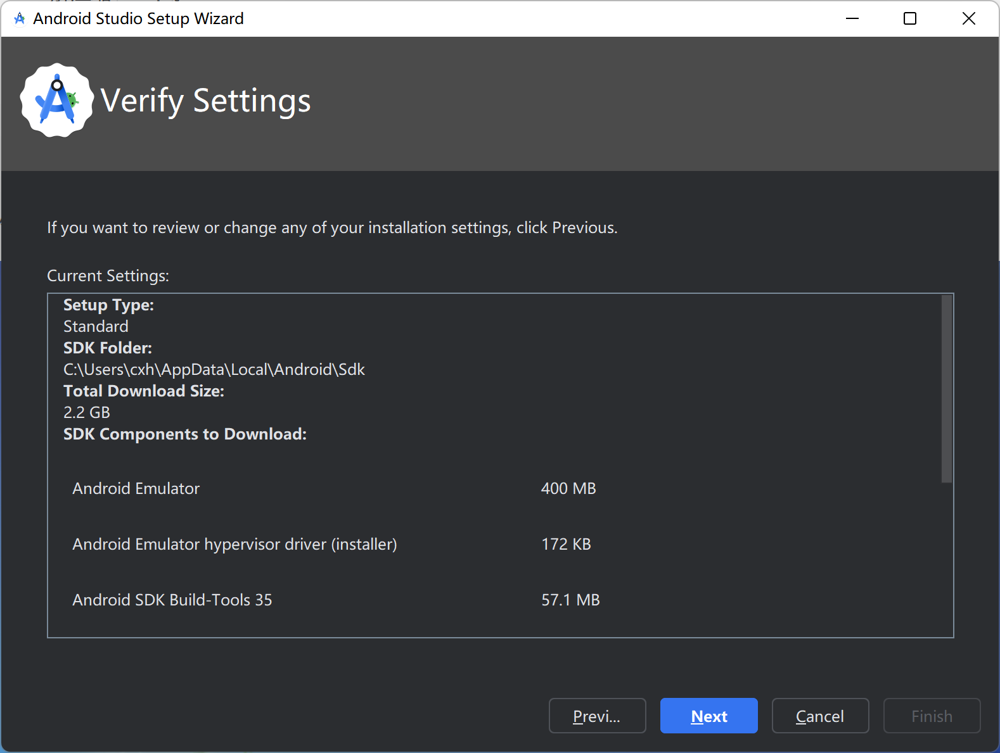 Android Studio Setup Wizard
Verify Settings
If you want to review or change any of your installation settings, click Previous.
Current Settings:
Setup Type:
Standard
SDK Folder:
C:\Users\cxh\AppData\Local\Android\Sdk
Total Download Size:
2.2 GB
SDK Components to Download:
Android Emulator 400 MB
Android Emulator hypervisor driver (installer) 172 KB
Android SDK Build-Tools 35 57.1 MB
Previ... Next Cancel Finish